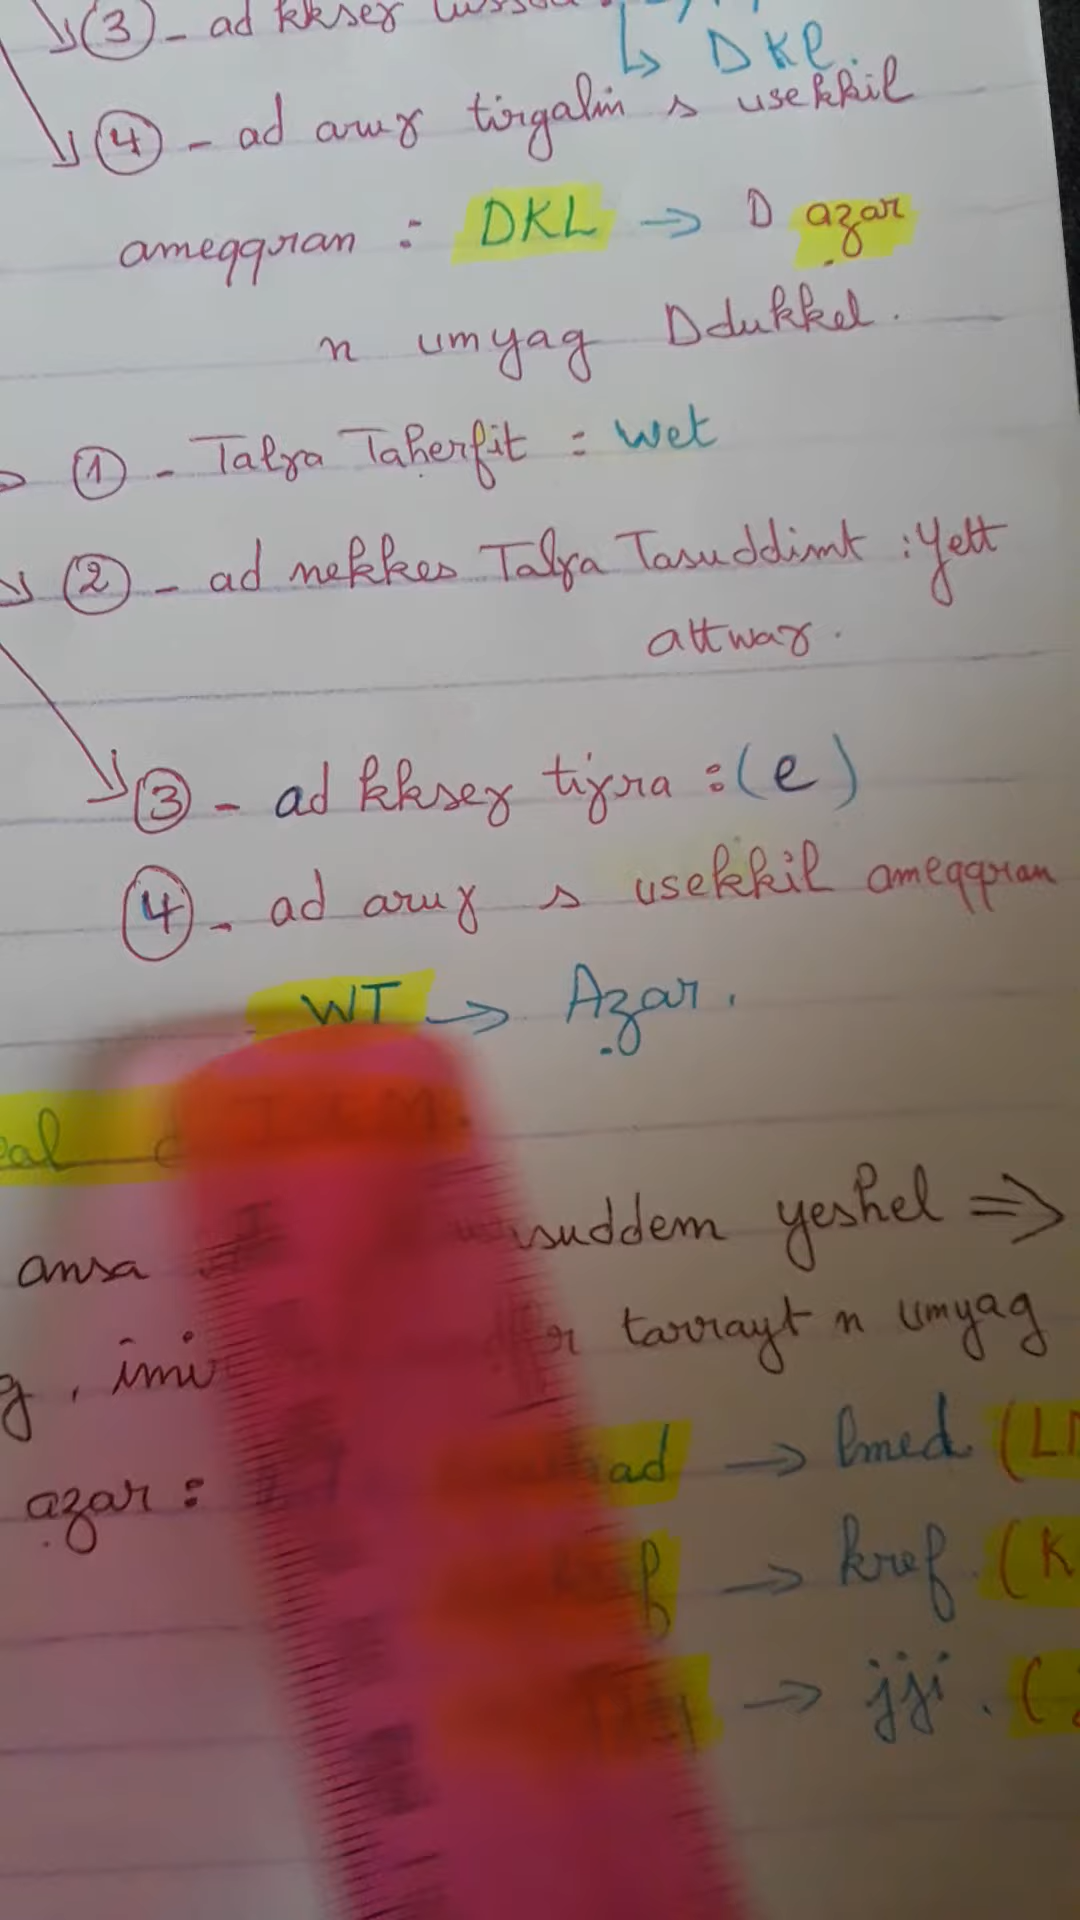 ③ - ad kkseɣ
↳ DKl
④ - ad aruɣ tirgalin s usekkil
ameqqran : DKL → D aẓar
n umyag Ddukkel.
① - Talɣa Taḥerfit : wet
② - ad nekkes Talɣa Tasuddimt : yett
attwaɣ.
③ - ad kkseɣ tiɣra : (e)
④ - ad aruɣ s usekkil ameqqran
WT → Aẓar.
ansa suddem yeshel ⇒
tarrayt n umyag
aẓar : ad → lmed (L
f → kref. (K
→ jji. (